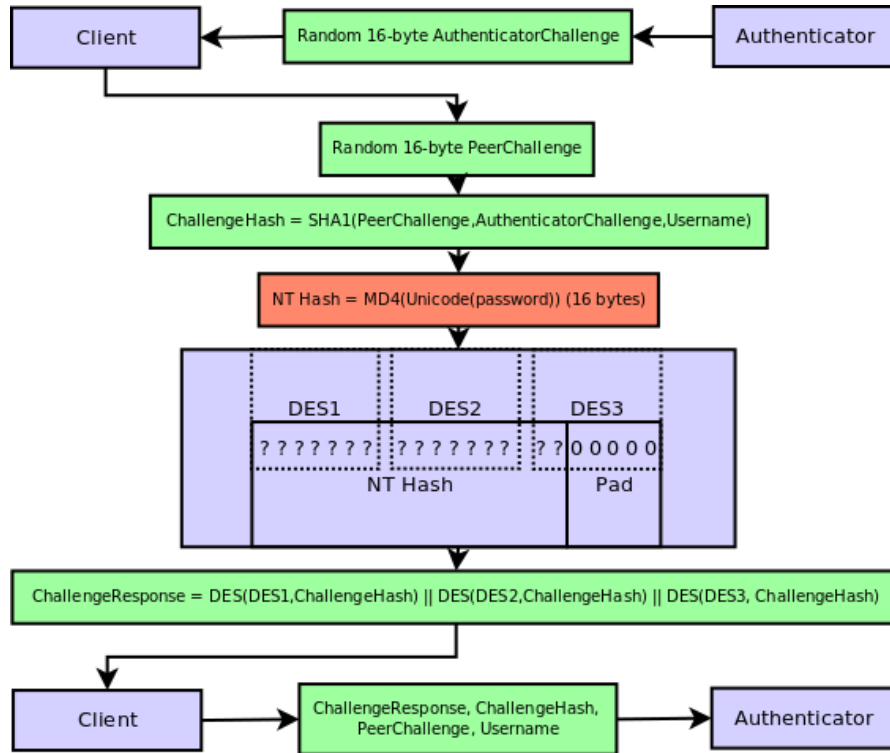 Client
Random 16-byte AuthenticatorChallenge
Authenticator
Random 16-byte PeerChallenge
ChallengeHash = SHA1(PeerChallenge,AuthenticatorChallenge,Username)
NT Hash = MD4(Unicode(password)) (16 bytes)
DES1 DES2 DES3
? ? ? ? ? ? ? ? ? ? ? ? ? ? ? ? 0 0 0 0 0
NT Hash Pad
ChallengeResponse = DES(DES1,ChallengeHash) || DES(DES2,ChallengeHash) || DES(DES3, ChallengeHash)
Client
ChallengeResponse, ChallengeHash,
PeerChallenge, Username
Authenticator